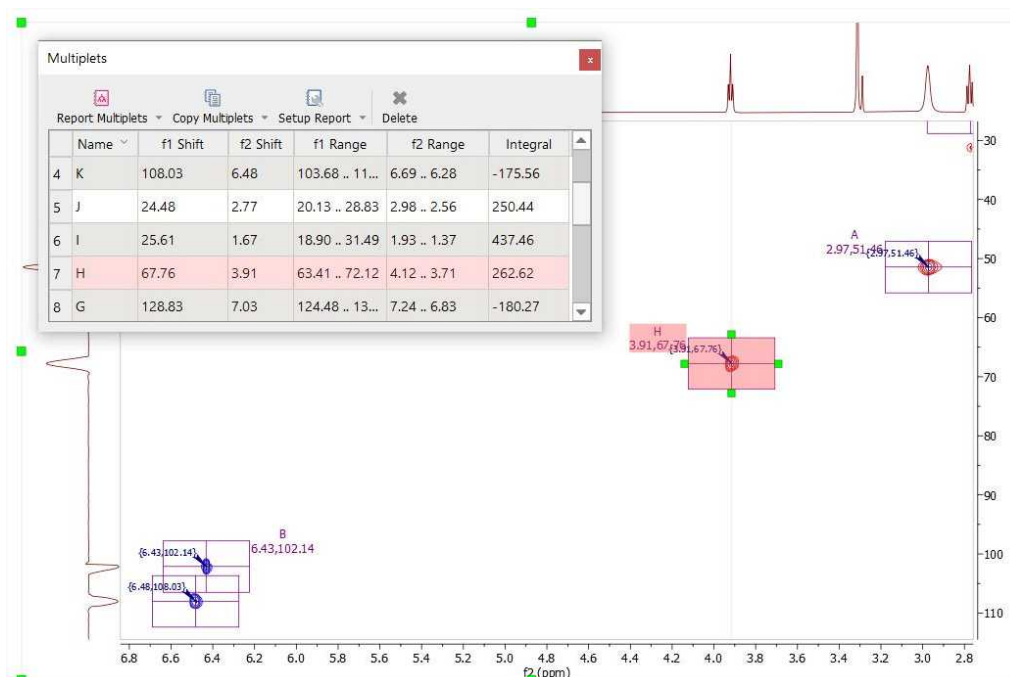 Multiplets
x
Report Multiplets Copy Multiplets Setup Report Delete
Name f1 Shift f2 Shift f1 Range f2 Range Integral
4 K 108.03 6.48 103.68 .. 11... 6.69 .. 6.28 -175.56
5 J 24.48 2.77 20.13 .. 28.83 2.98 .. 2.56 250.44
6 I 25.61 1.67 18.90 .. 31.49 1.93 .. 1.37 437.46
7 H 67.76 3.91 63.41 .. 72.12 4.12 .. 3.71 262.62
8 G 128.83 7.03 124.48 .. 13... 7.24 .. 6.83 -180.27
A
2.97,51.46
{2.97,51.46}
H
3.91,67.76
{3.91,67.76}
B
6.43,102.14
{6.43,102.14}
{6.48,108.03}
30
40
50
60
70
80
90
100
110
6.8 6.6 6.4 6.2 6.0 5.8 5.6 5.4 5.2 5.0 4.8 4.6 4.4 4.2 4.0 3.8 3.6 3.4 3.2 3.0 2.8
f2 (ppm)